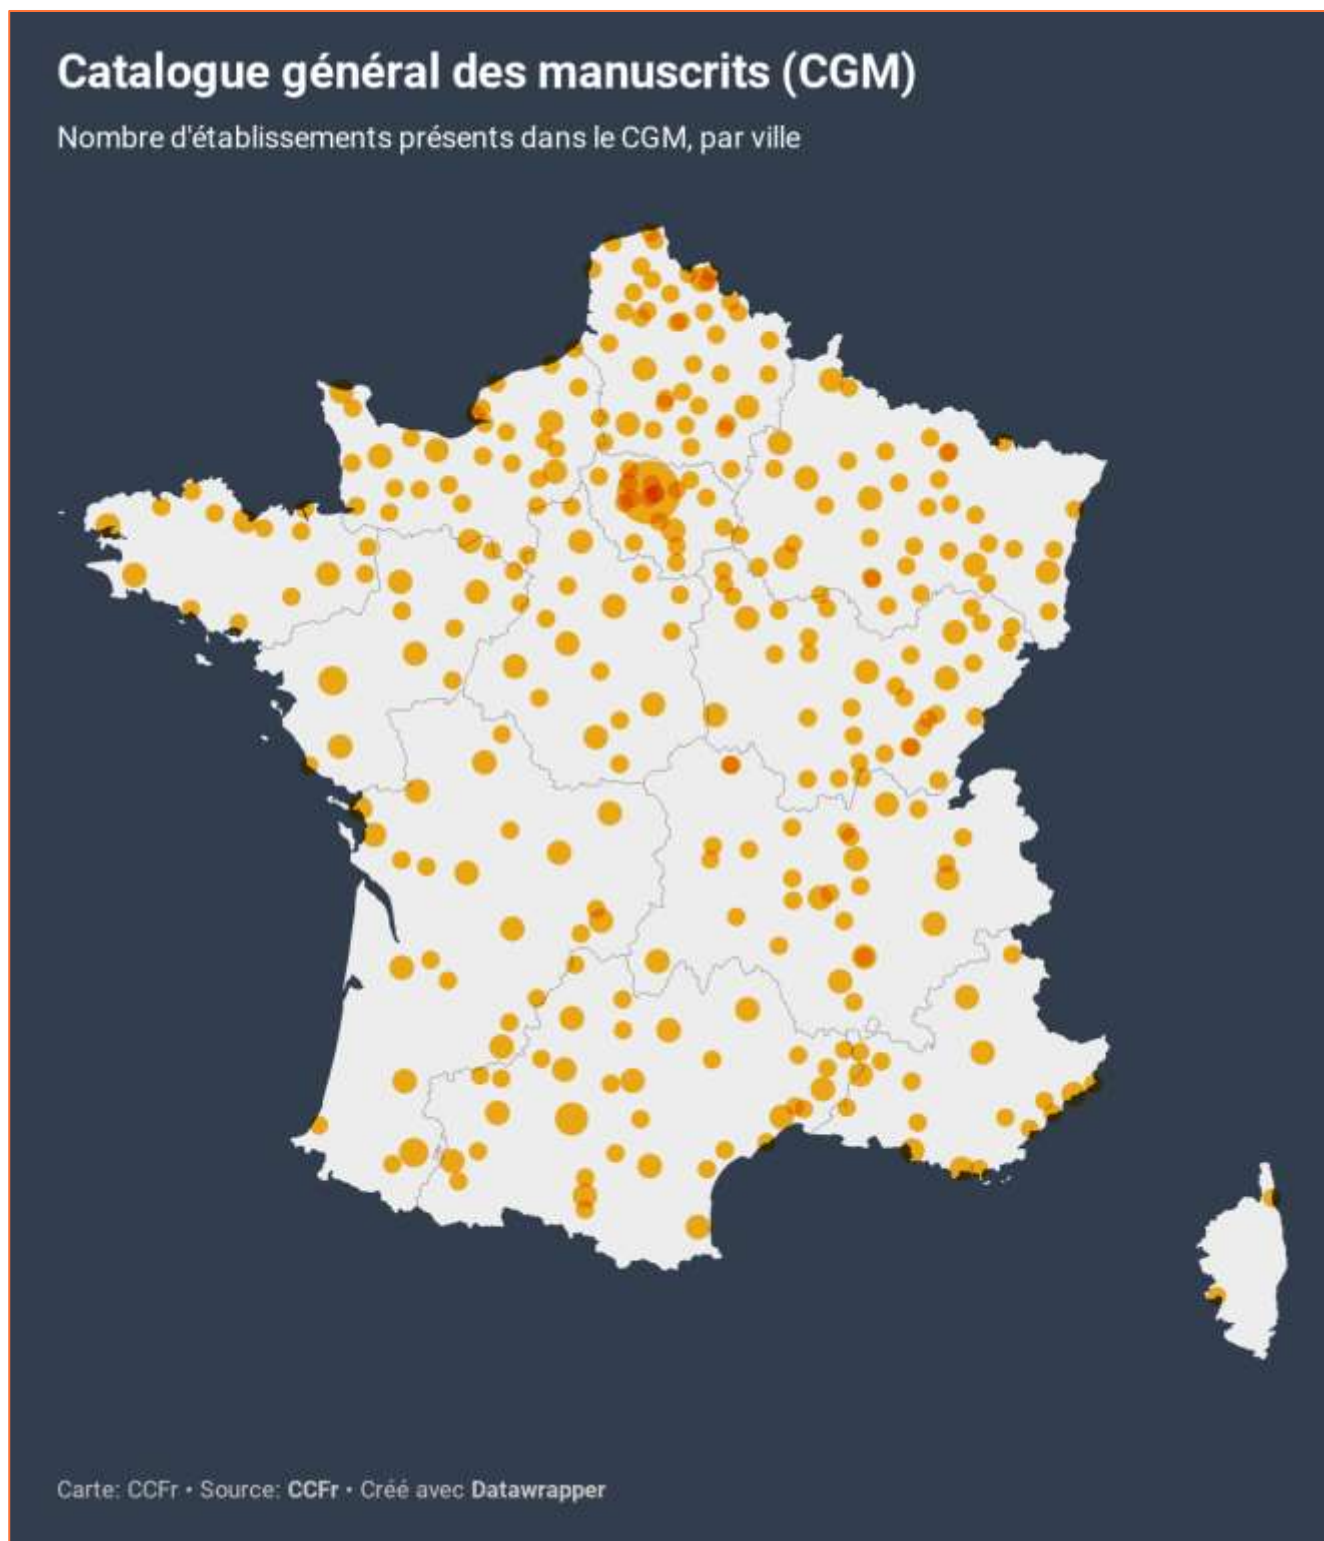 Catalogue général des manuscrits (CGM)
Nombre d'établissements présents dans le CGM, par ville
Carte: CCFr • Source: CCFr • Créé avec Datawrapper